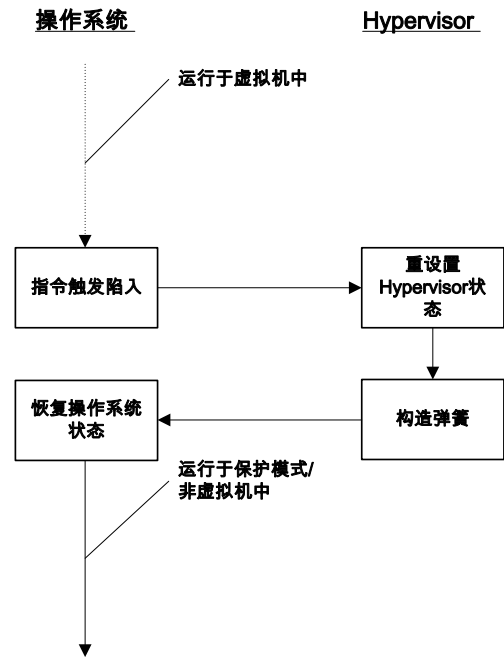 操作系统
Hypervisor
运行于虚拟机中
指令触发陷入
重设置
Hypervisor状
态
恢复操作系统
状态
构造弹簧
运行于保护模式/
非虚拟机中